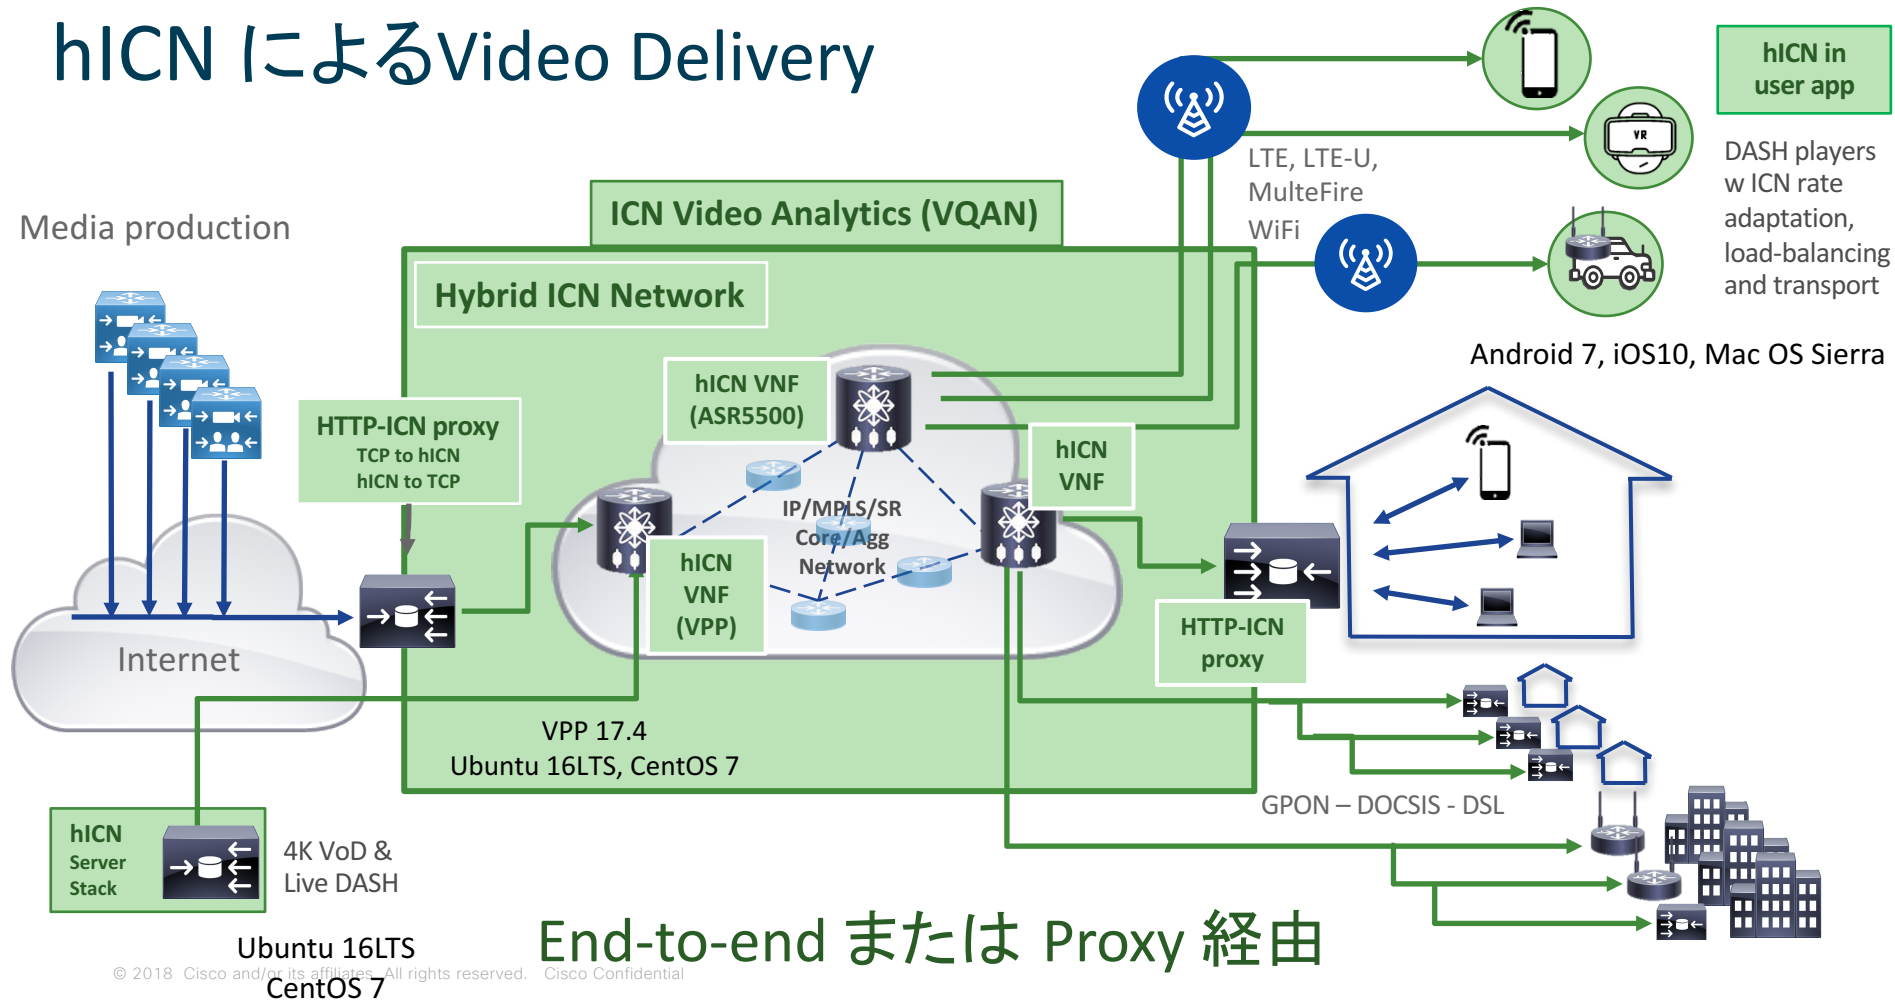 hICN によるVideo Delivery
hICN in
user app
VR
LTE, LTE-U,
MulteFire
WiFi
DASH players
w ICN rate
adaptation,
load-balancing
and transport
Media production
ICN Video Analytics (VQAN)
Hybrid ICN Network
Android 7, iOS10, Mac OS Sierra
hICN VNF
(ASR5500)
HTTP-ICN proxy
TCP to hICN
hICN to TCP
hICN
VNF
IP/MPLS/SR
Core/Agg
Network
hICN
VNF
(VPP)
HTTP-ICN
proxy
Internet
VPP 17.4
Ubuntu 16LTS, CentOS 7
GPON – DOCSIS - DSL
hICN
Server
Stack
4K VoD &
Live DASH
End-to-end または Proxy 経由
Ubuntu 16LTS
CentOS 7
© 2018 Cisco and/or its affiliates. All rights reserved. Cisco Confidential